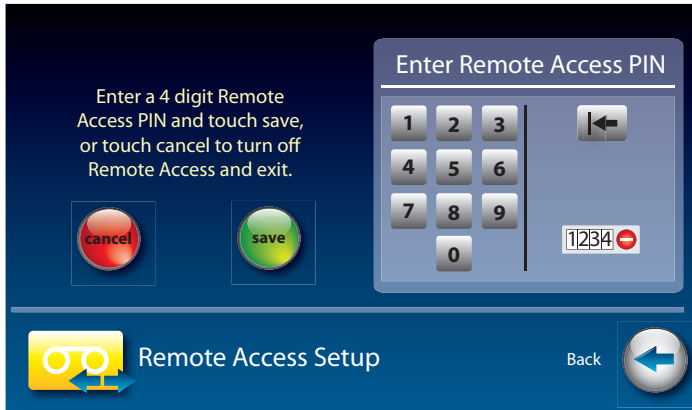 Enter Remote Access PIN
Enter a 4 digit Remote
Access PIN and touch save,
or touch cancel to turn off
Remote Access and exit.
cancel
save
1 2 3
4 5 6
7 8 9
0
1234
Remote Access Setup
Back